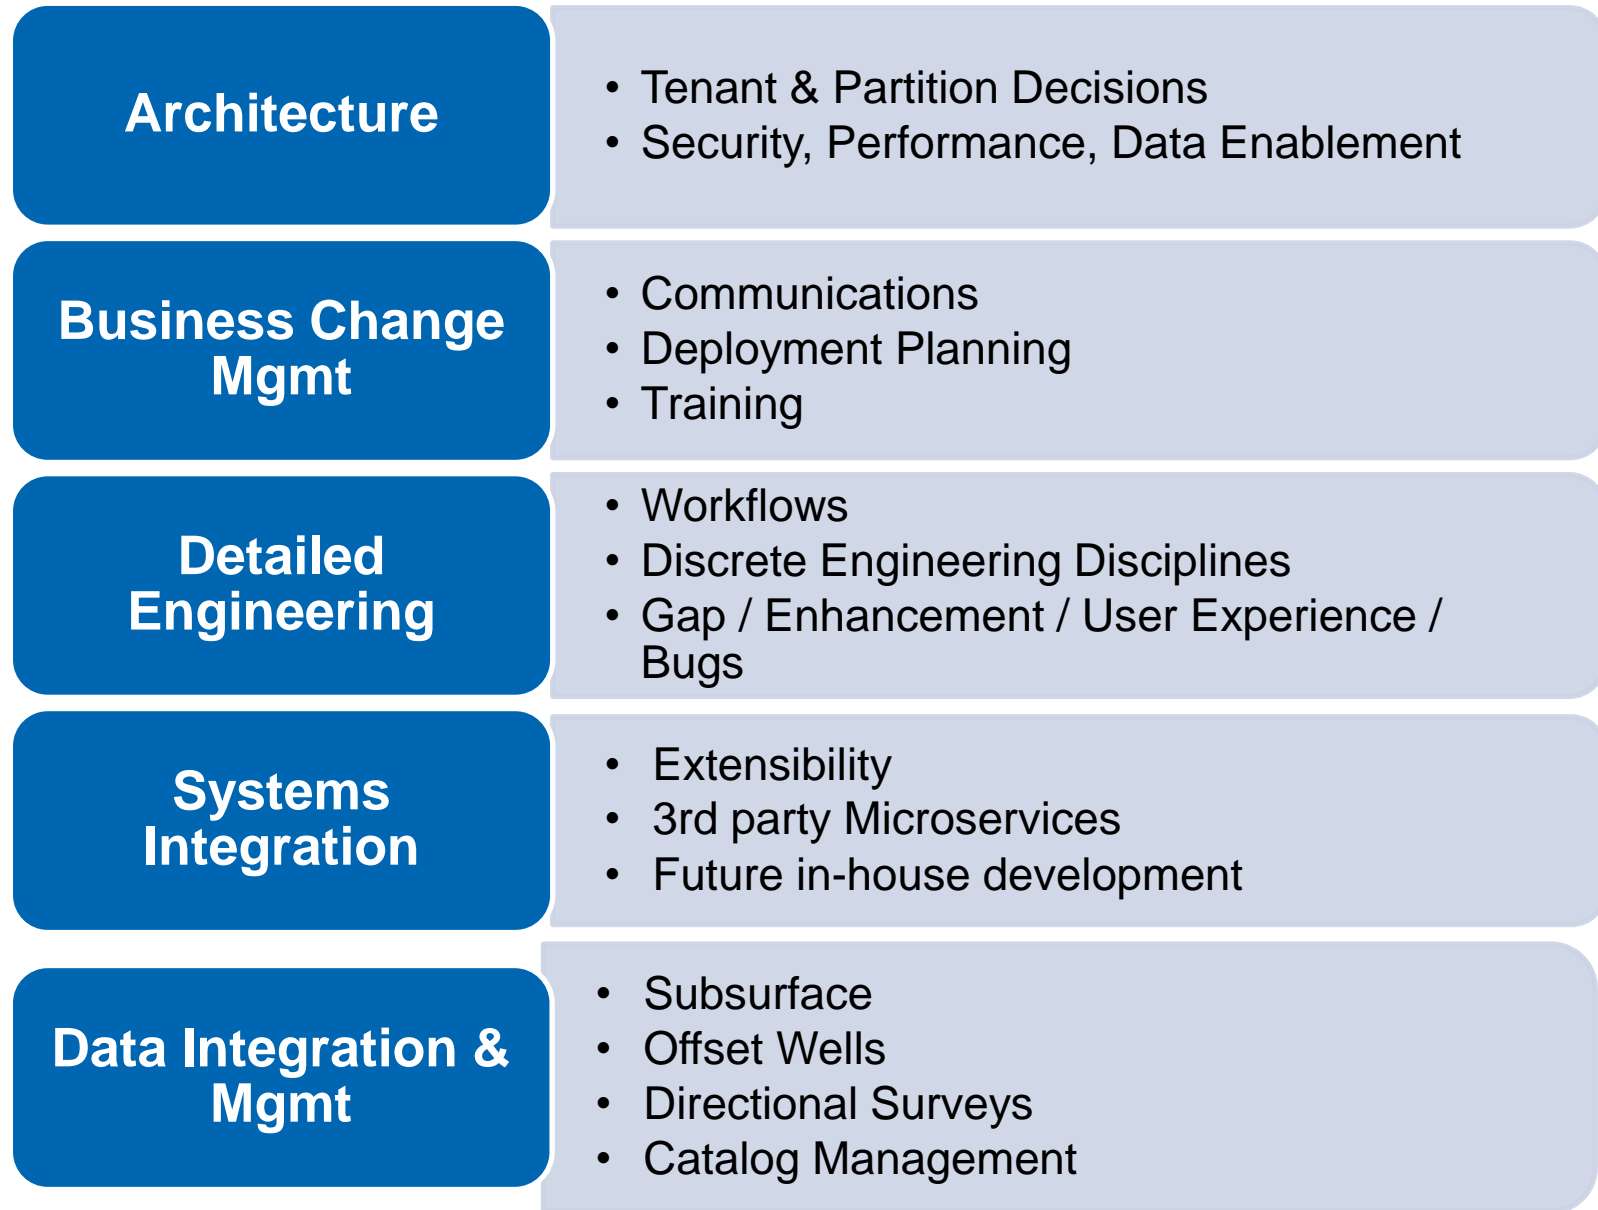 Architecture
• Tenant & Partition Decisions
• Security, Performance, Data Enablement
Business Change
Mgmt
• Communications
• Deployment Planning
• Training
Detailed
Engineering
• Workflows
• Discrete Engineering Disciplines
• Gap / Enhancement / User Experience /
Bugs
Systems
Integration
• Extensibility
• 3rd party Microservices
• Future in-house development
Data Integration &
Mgmt
• Subsurface
• Offset Wells
• Directional Surveys
• Catalog Management